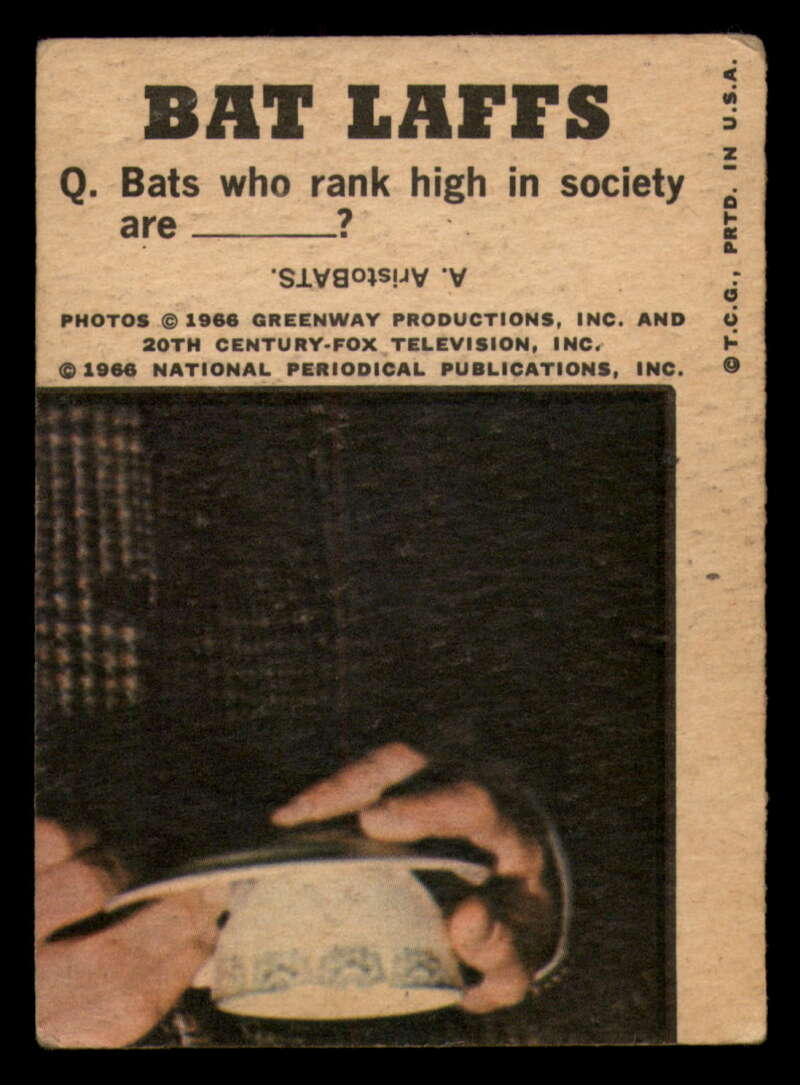 BAT LAFFS
Q. Bats who rank high in society
are ________?
A. AristoBATS.
PHOTOS © 1966 GREENWAY PRODUCTIONS, INC. AND
20TH CENTURY-FOX TELEVISION, INC.
© 1966 NATIONAL PERIODICAL PUBLICATIONS, INC.
© T.C.G., PRTD. IN U.S.A.